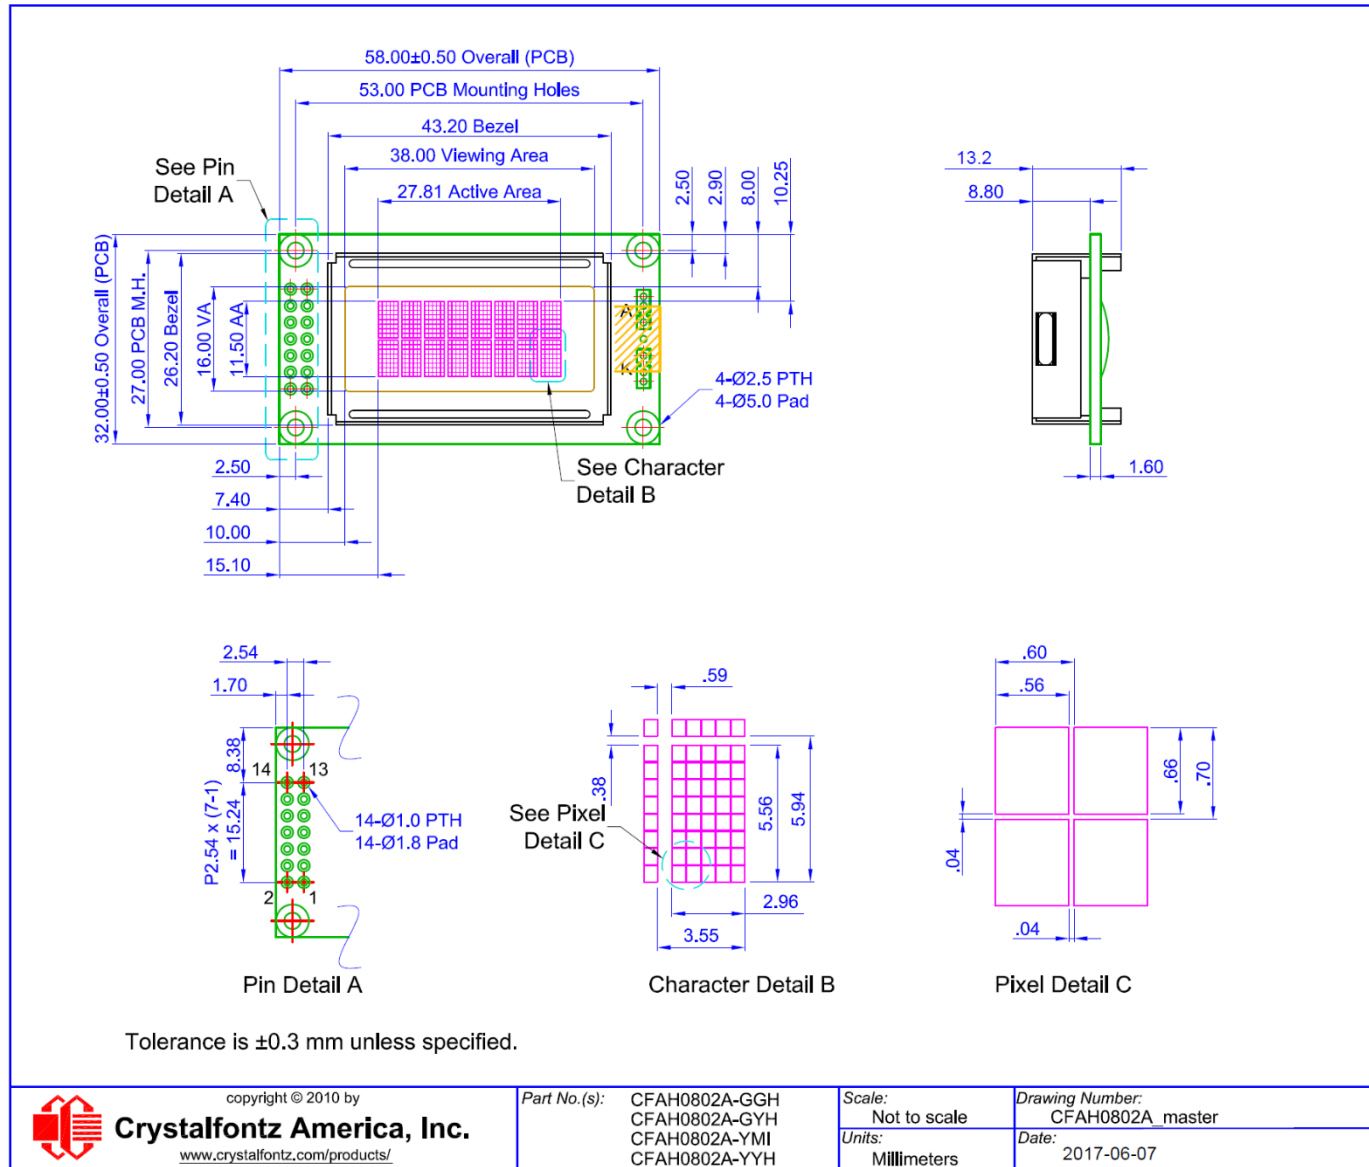 58.00±0.50 Overall (PCB)
53.00 PCB Mounting Holes
43.20 Bezel
38.00 Viewing Area
27.81 Active Area
See Pin
Detail A
2.50
2.90
8.00
10.25
13.2
8.80
32.00±0.50 Overall (PCB)
27.00 PCB M.H.
26.20 Bezel
16.00 VA
11.50 AA
A
K
4-Ø2.5 PTH
4-Ø5.0 Pad
See Character
Detail B
2.50
7.40
10.00
15.10
1.60
2.54
1.70
8.38
14
13
P2.54 x (7-1)
= 15.24
14-Ø1.0 PTH
14-Ø1.8 Pad
2
1
Pin Detail A
.59
.38
See Pixel
Detail C
5.56
5.94
2.96
3.55
Character Detail B
.60
.56
.66
.70
.04
.04
Pixel Detail C
Tolerance is ±0.3 mm unless specified.
copyright © 2010 by
Crystalfontz America, Inc.
www.crystalfontz.com/products/
Part No.(s):
CFAH0802A-GGH
CFAH0802A-GYH
CFAH0802A-YMI
CFAH0802A-YYH
Scale:
Not to scale
Units:
Millimeters
Drawing Number:
CFAH0802A_master
Date:
2017-06-07